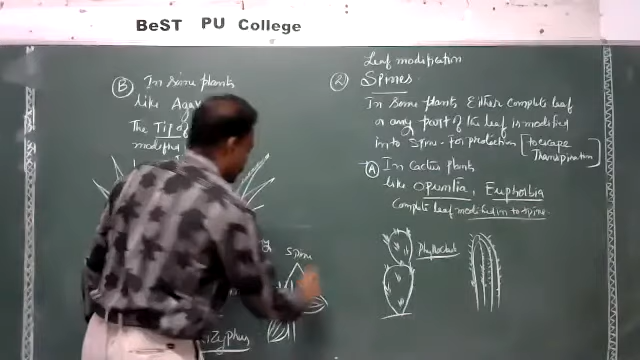 BeST PU College
(B) In Some plants
like Agav
The Tip of
modified
Spine
Zizyphus
Leaf modification
(2) Spines.
In Some plants Either complete leaf
or any part of the leaf is modified
into Spine for protection [to escape
Transpiration]
(A) In Cactus plants
like Opuntia, Euphorbia
Complete leaf modified in to spine.
Phylloclade